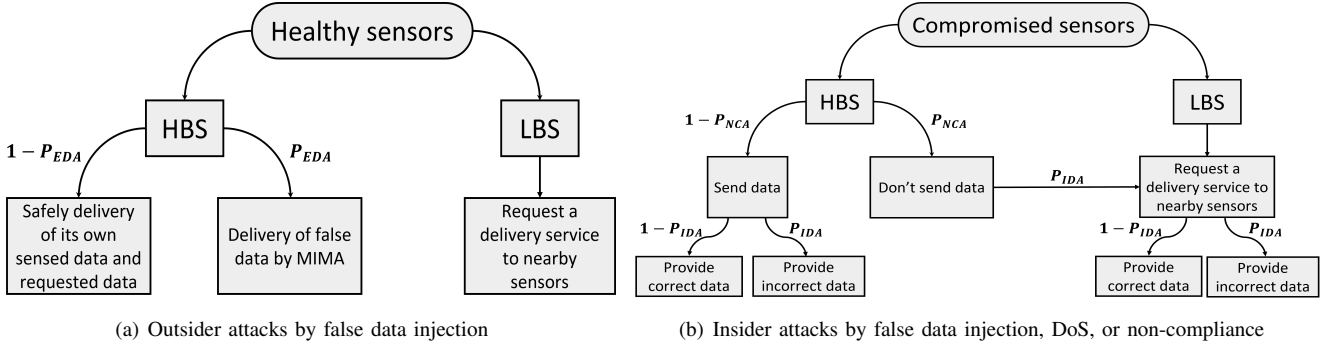 Healthy sensors
HBS
LBS
1 − P_EDA
P_EDA
Safely delivery
of its own
sensed data and
requested data
Delivery of false
data by MIMA
Request a
delivery service
to nearby
sensors
(a) Outsider attacks by false data injection
Compromised sensors
HBS
LBS
1 − P_NCA
P_NCA
Send data
Don't send data
P_IDA
Request a
delivery service to
nearby sensors
1 − P_IDA
P_IDA
1 − P_IDA
P_IDA
Provide
correct data
Provide
incorrect data
Provide
correct data
Provide
incorrect data
(b) Insider attacks by false data injection, DoS, or non-compliance